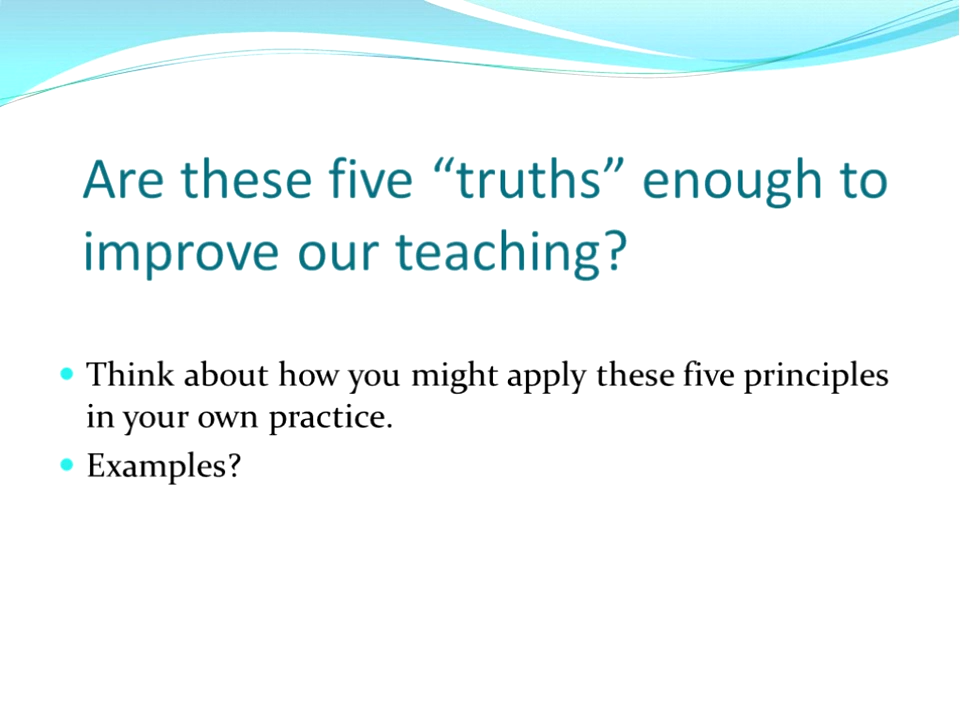 Are these five “truths” enough to
improve our teaching?
• Think about how you might apply these five principles
in your own practice.
• Examples?